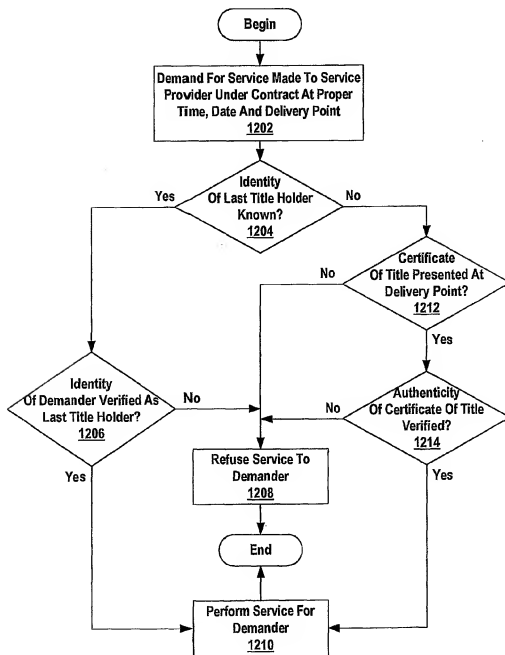 Begin
Demand For Service Made To Service
Provider Under Contract At Proper
Time, Date And Delivery Point
1202
Identity
Of Last Title Holder
Known?
1204
Yes
No
Certificate
Of Title Presented At
Delivery Point?
1212
No
Yes
Identity
Of Demander Verified As
Last Title Holder?
1206
No
Yes
Authenticity
Of Certificate Of Title
Verified?
1214
No
Yes
Refuse Service To
Demander
1208
End
Perform Service For
Demander
1210